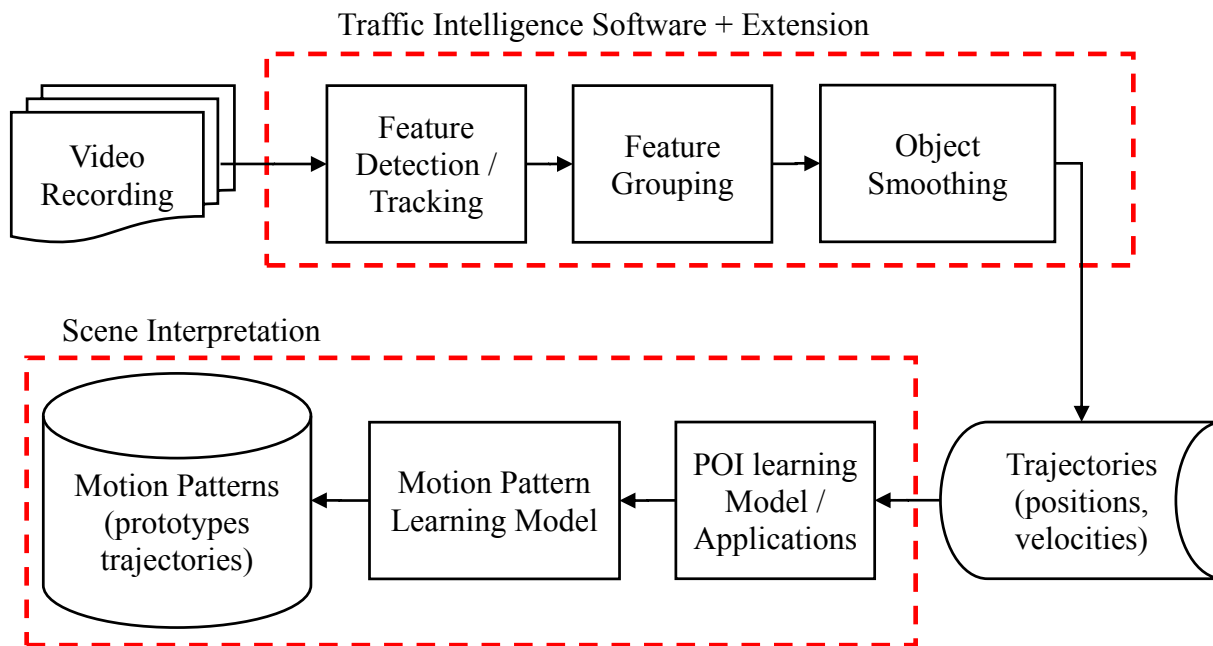 Traffic Intelligence Software + Extension
Video
Recording
Feature
Detection /
Tracking
Feature
Grouping
Object
Smoothing
Scene Interpretation
Motion Patterns
(prototypes
trajectories)
Motion Pattern
Learning Model
POI learning
Model /
Applications
Trajectories
(positions,
velocities)